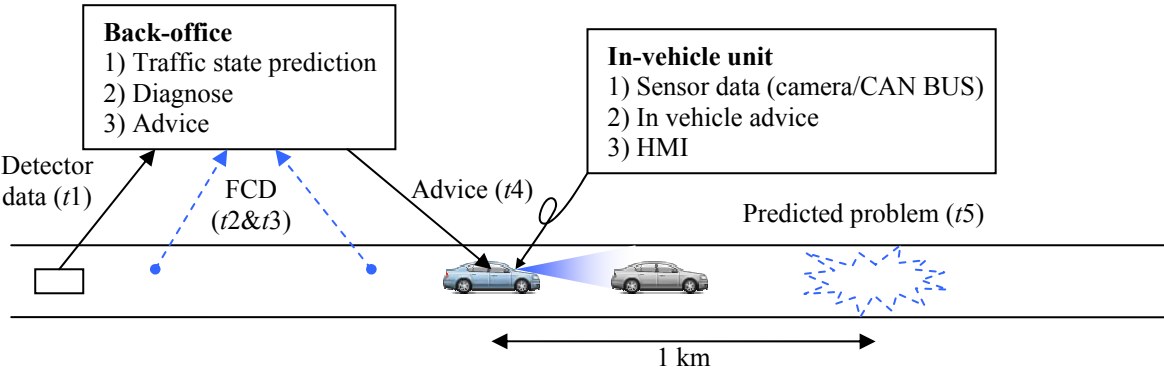 Back-office
1) Traffic state prediction
2) Diagnose
3) Advice
In-vehicle unit
1) Sensor data (camera/CAN BUS)
2) In vehicle advice
3) HMI
Detector
data (t1)
FCD
(t2&t3)
Advice (t4)
Predicted problem (t5)
1 km